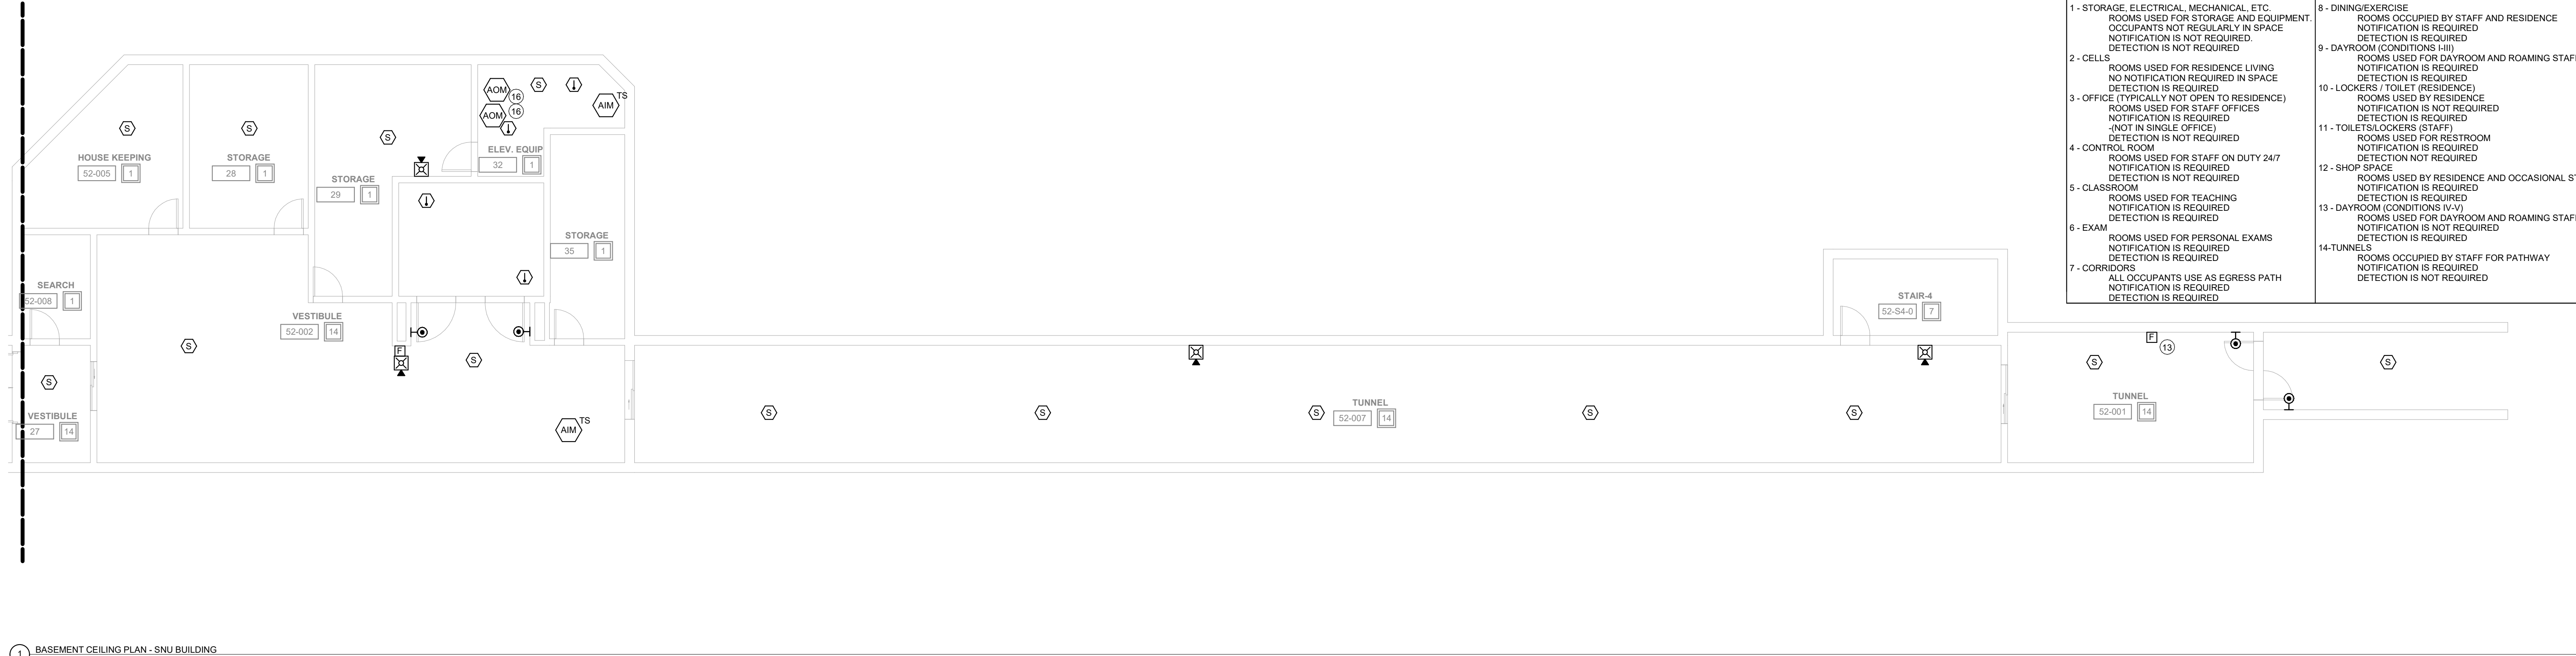 1 - STORAGE, ELECTRICAL, MECHANICAL, ETC.
ROOMS USED FOR STORAGE AND EQUIPMENT.
OCCUPANTS NOT REGULARLY IN SPACE
NOTIFICATION IS NOT REQUIRED.
DETECTION IS NOT REQUIRED
2 - CELLS
ROOMS USED FOR RESIDENCE LIVING
NO NOTIFICATION REQUIRED IN SPACE
DETECTION IS REQUIRED
3 - OFFICE (TYPICALLY NOT OPEN TO RESIDENCE)
ROOMS USED FOR STAFF OFFICES
NOTIFICATION IS REQUIRED
-(NOT IN SINGLE OFFICE)
DETECTION IS NOT REQUIRED
4 - CONTROL ROOM
ROOMS USED FOR STAFF ON DUTY 24/7
NOTIFICATION IS REQUIRED
DETECTION IS NOT REQUIRED
5 - CLASSROOM
ROOMS USED FOR TEACHING
NOTIFICATION IS REQUIRED
DETECTION IS REQUIRED
6 - EXAM
ROOMS USED FOR PERSONAL EXAMS
NOTIFICATION IS REQUIRED
DETECTION IS REQUIRED
7 - CORRIDORS
ALL OCCUPANTS USE AS EGRESS PATH
NOTIFICATION IS REQUIRED
DETECTION IS REQUIRED
8 - DINING/EXERCISE
ROOMS OCCUPIED BY STAFF AND RESIDENCE
NOTIFICATION IS REQUIRED
DETECTION IS REQUIRED
9 - DAYROOM (CONDITIONS I-III)
ROOMS USED FOR DAYROOM AND ROAMING STAF
NOTIFICATION IS REQUIRED
DETECTION IS REQUIRED
10 - LOCKERS / TOILET (RESIDENCE)
ROOMS USED BY RESIDENCE
NOTIFICATION IS NOT REQUIRED
DETECTION IS REQUIRED
11 - TOILETS/LOCKERS (STAFF)
ROOMS USED FOR RESTROOM
NOTIFICATION IS REQUIRED
DETECTION NOT REQUIRED
12 - SHOP SPACE
ROOMS USED BY RESIDENCE AND OCCASIONAL S
NOTIFICATION IS REQUIRED
DETECTION IS REQUIRED
13 - DAYROOM (CONDITIONS IV-V)
ROOMS USED FOR DAYROOM AND ROAMING STAF
NOTIFICATION IS NOT REQUIRED
DETECTION IS REQUIRED
14-TUNNELS
ROOMS OCCUPIED BY STAFF FOR PATHWAY
NOTIFICATION IS REQUIRED
DETECTION IS NOT REQUIRED
AOM 16 S
AOM 16
AIM TS
S
S
S
HOUSE KEEPING
52-005 1
STORAGE
28 1
STORAGE
29 1
ELEV. EQUIP
32 1
STORAGE
35 1
SEARCH
52-008 1
VESTIBULE
52-002 14
STAIR-4
52-S4-0 7
S
F
S
S
VESTIBULE
27 14
AIM TS
S
S
S
TUNNEL
52-007 14
S
S
F
13
S
TUNNEL
52-001 14
S
1 BASEMENT CEILING PLAN - SNU BUILDING